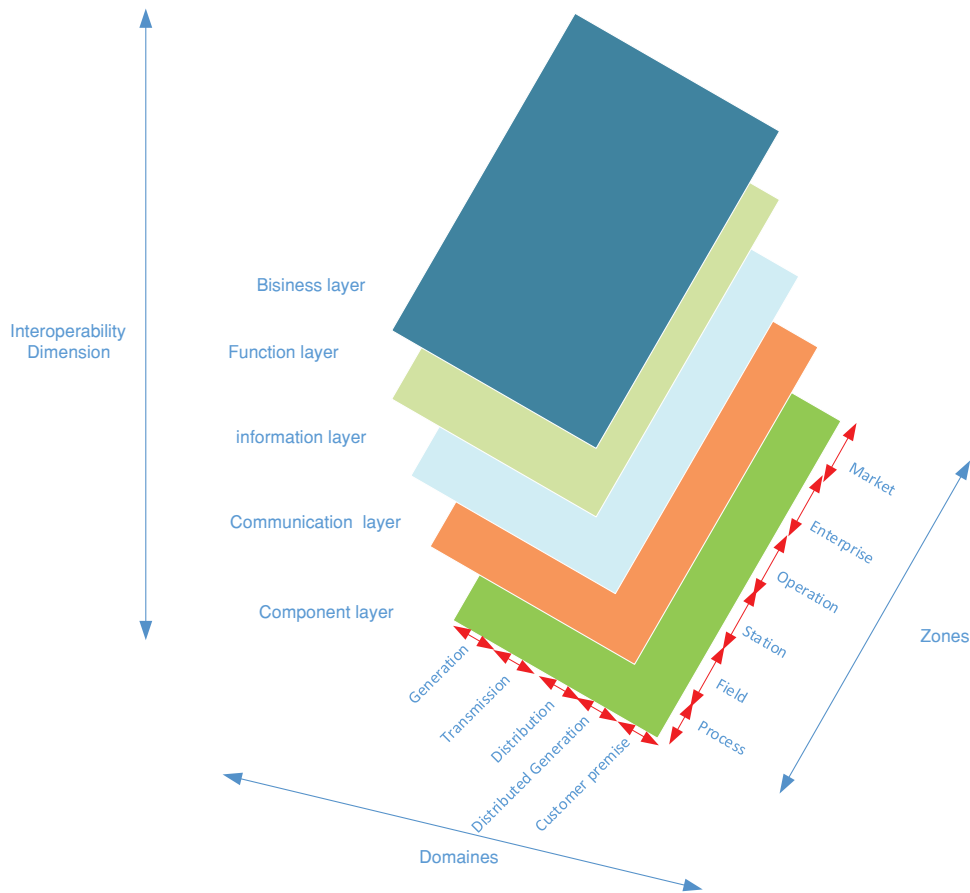 Bisiness layer
Interoperability
Dimension
Function layer
information layer
Communication  layer
Component layer
Market
Enterprise
Operation
Station
Field
Process
Zones
Generation
Transmission
Distribution
Distributed Generation
Customer premise
Domaines